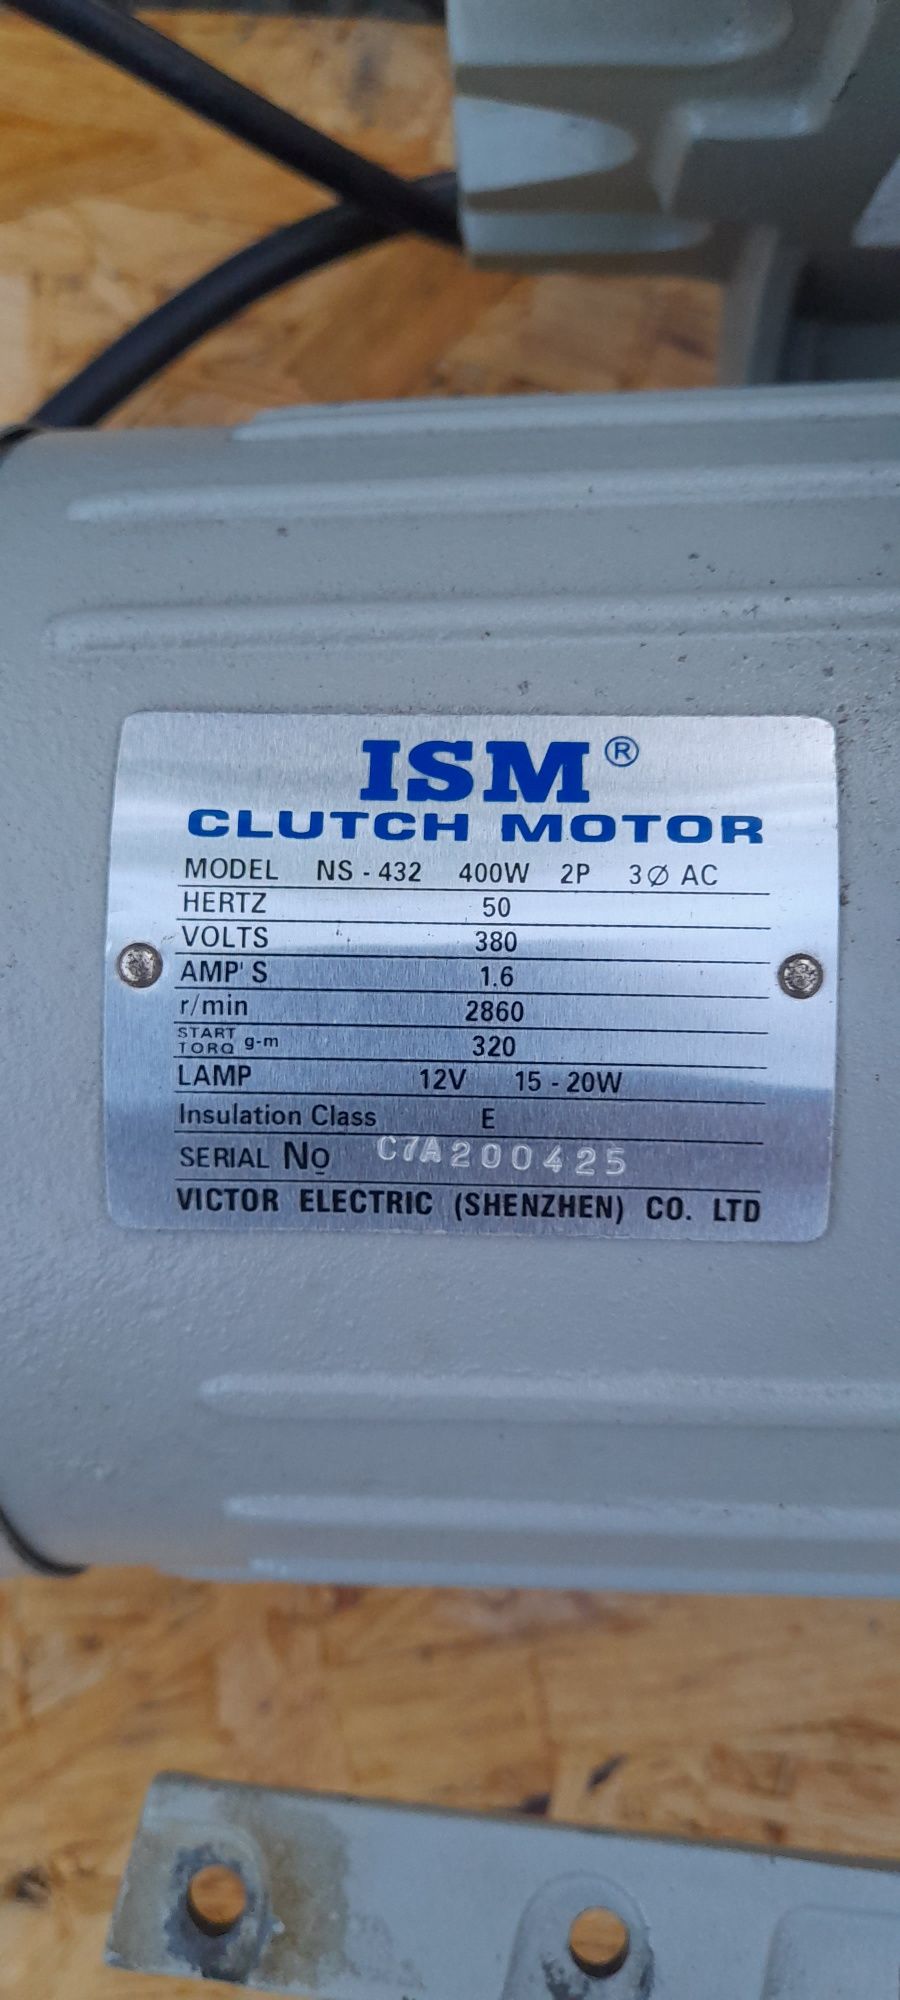 ISM®
CLUTCH MOTOR
MODEL NS - 432 400W 2P 3∅ AC
HERTZ 50
VOLTS 380
AMP'S 1.6
r/min 2860
START TORQ g-m 320
LAMP 12V 15 - 20W
Insulation Class E
SERIAL No C7A200425
VICTOR ELECTRIC (SHENZHEN) CO. LTD